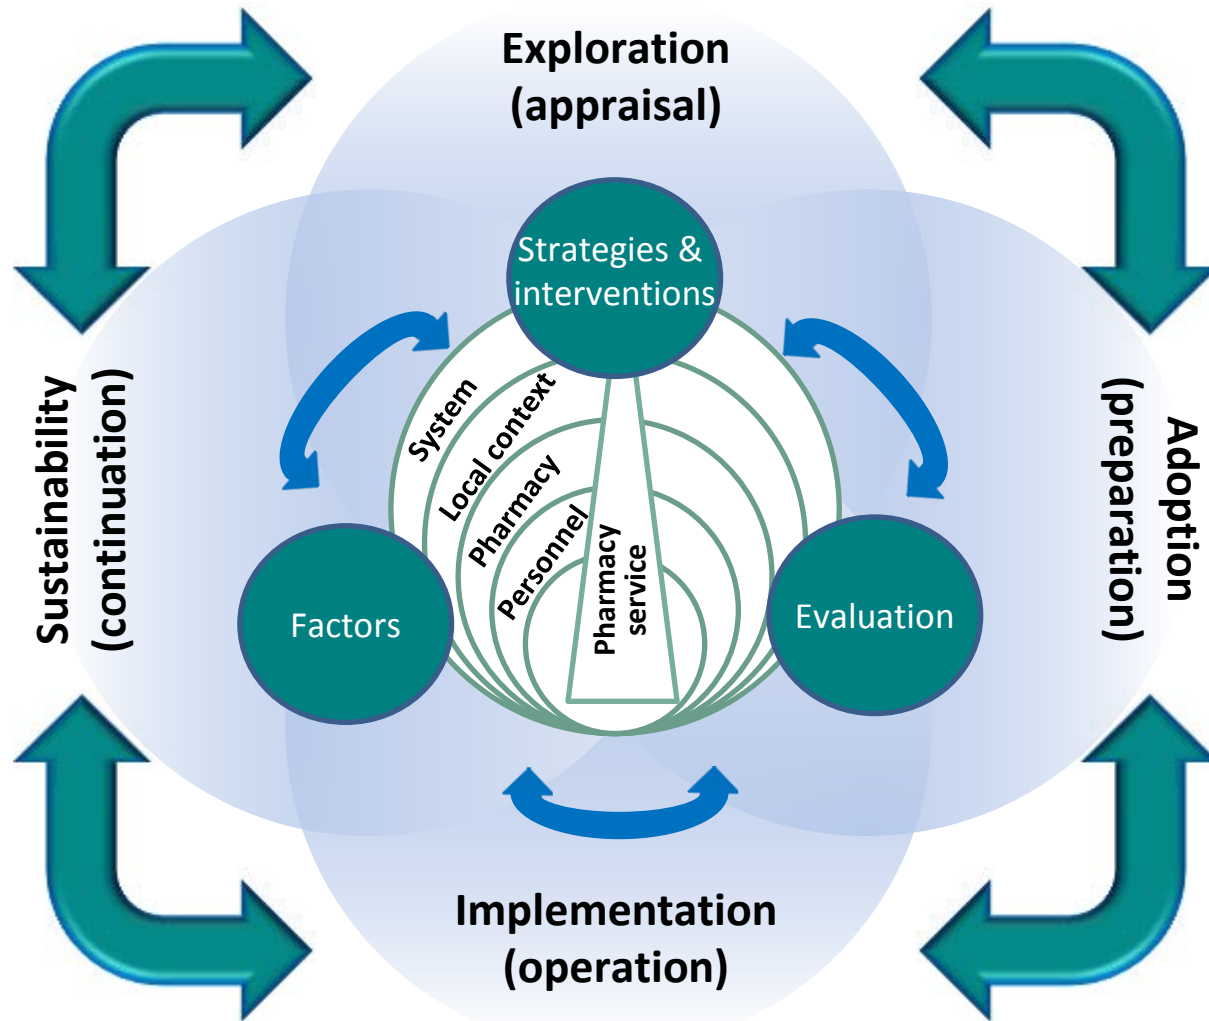 Exploration
(appraisal)
Strategies &
interventions
Sustainability
(continuation)
System
Local context
Pharmacy
Personnel
Pharmacy
service
Adoption
(preparation)
Factors
Evaluation
Implementation
(operation)